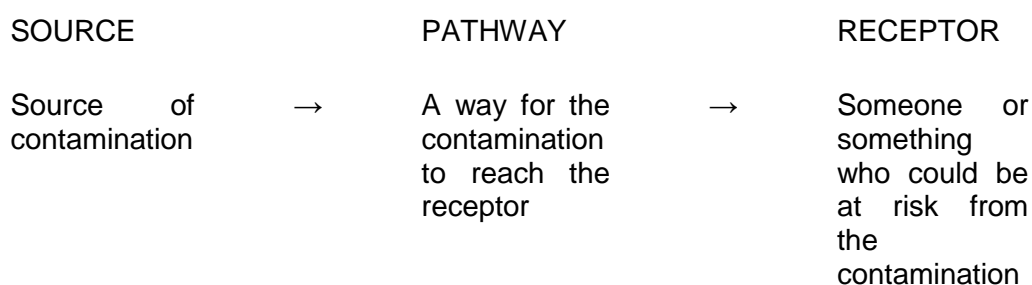 SOURCE
PATHWAY
RECEPTOR
Source of
contamination
→
A way for the
contamination
to reach the
receptor
→
Someone or
something
who could be
at risk from
the
contamination